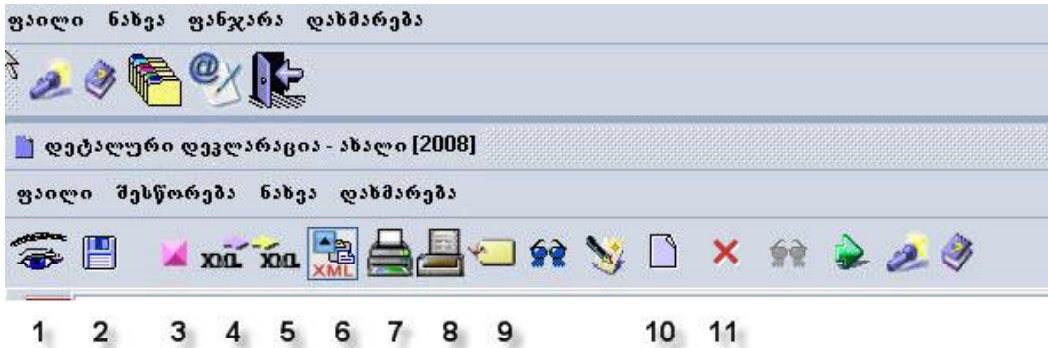 ფაილი ნახვა ფანჯარა დახმარება
დეტალური დეკლარაცია - ახალი [2008]
ფაილი შესწორება ნახვა დახმარება
XML XML XML
1 2 3 4 5 6 7 8 9 10 11